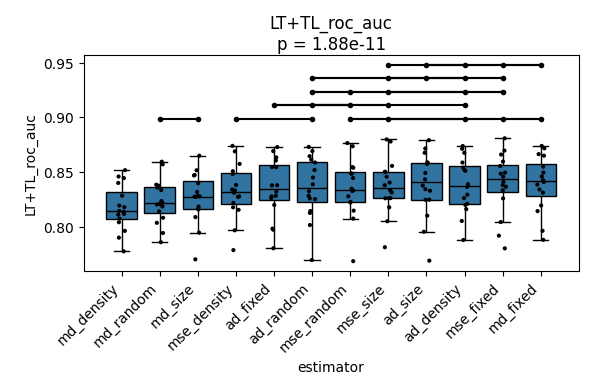 LT+TL_roc_auc
p = 1.88e-11
0.95
0.90
0.85
0.80
LT+TL_roc_auc
md_density
md_random
md_size
mse_density
ad_fixed
ad_random
mse_random
mse_size
ad_size
ad_density
mse_fixed
md_fixed
estimator